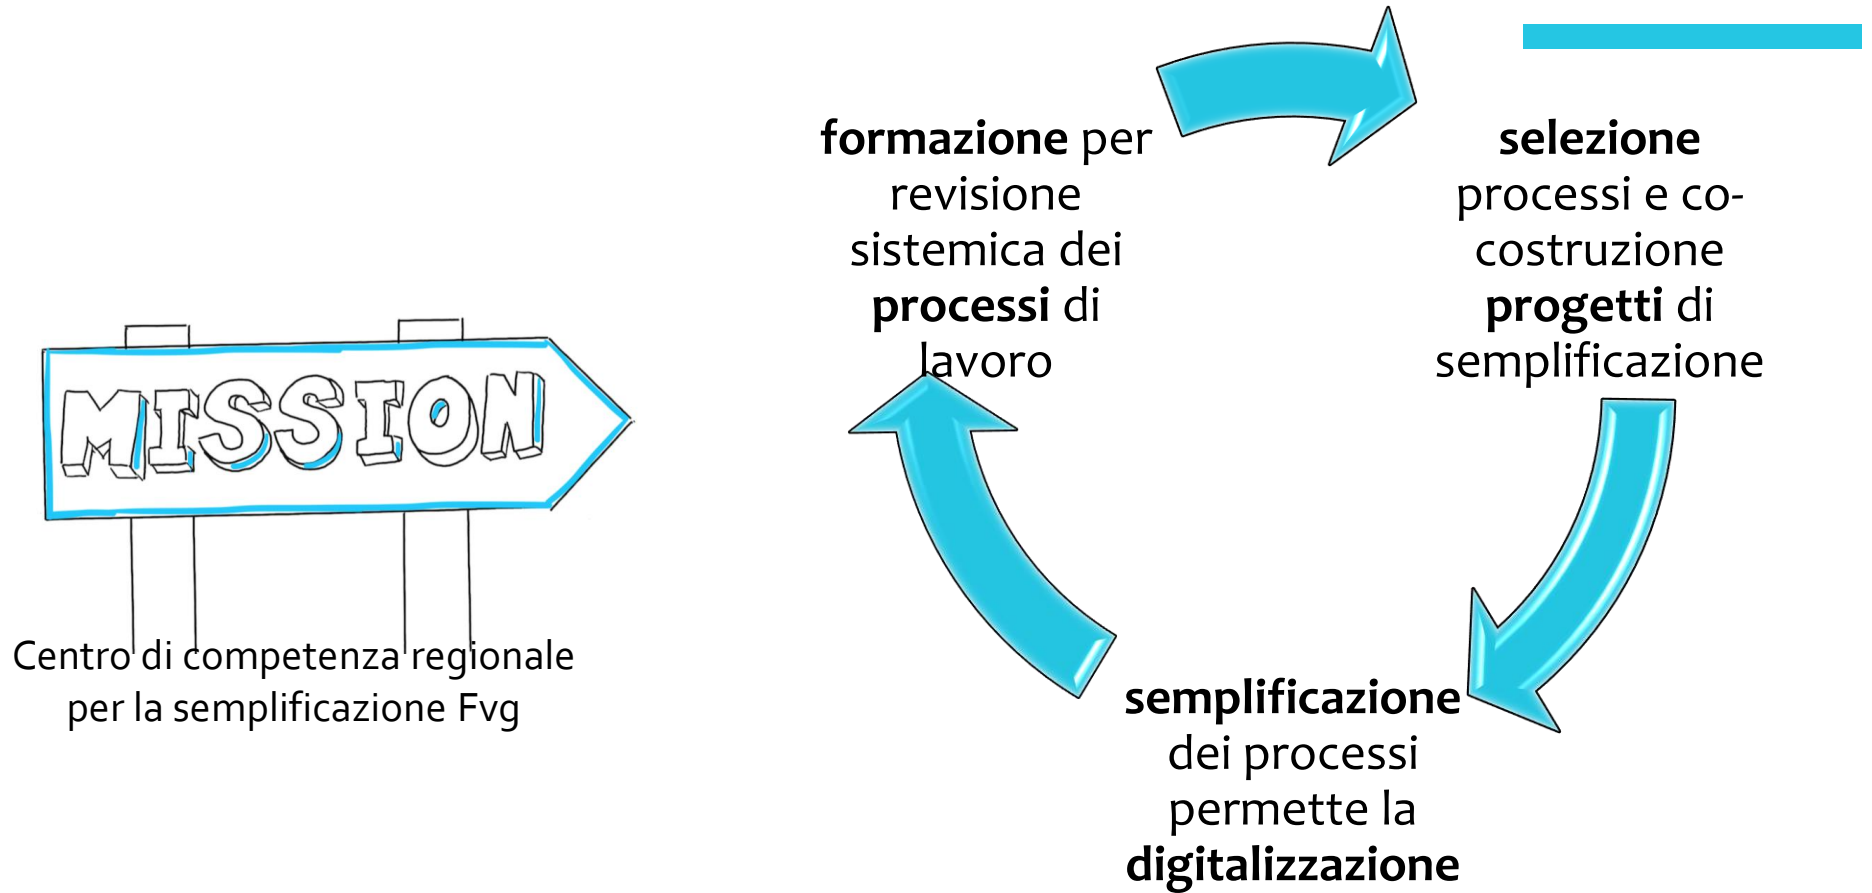 MISSION
Centro di competenza regionale
per la semplificazione Fvg
formazione per
revisione
sistemica dei
processi di
lavoro
selezione
processi e co-
costruzione
progetti di
semplificazione
semplificazione
dei processi
permette la
digitalizzazione